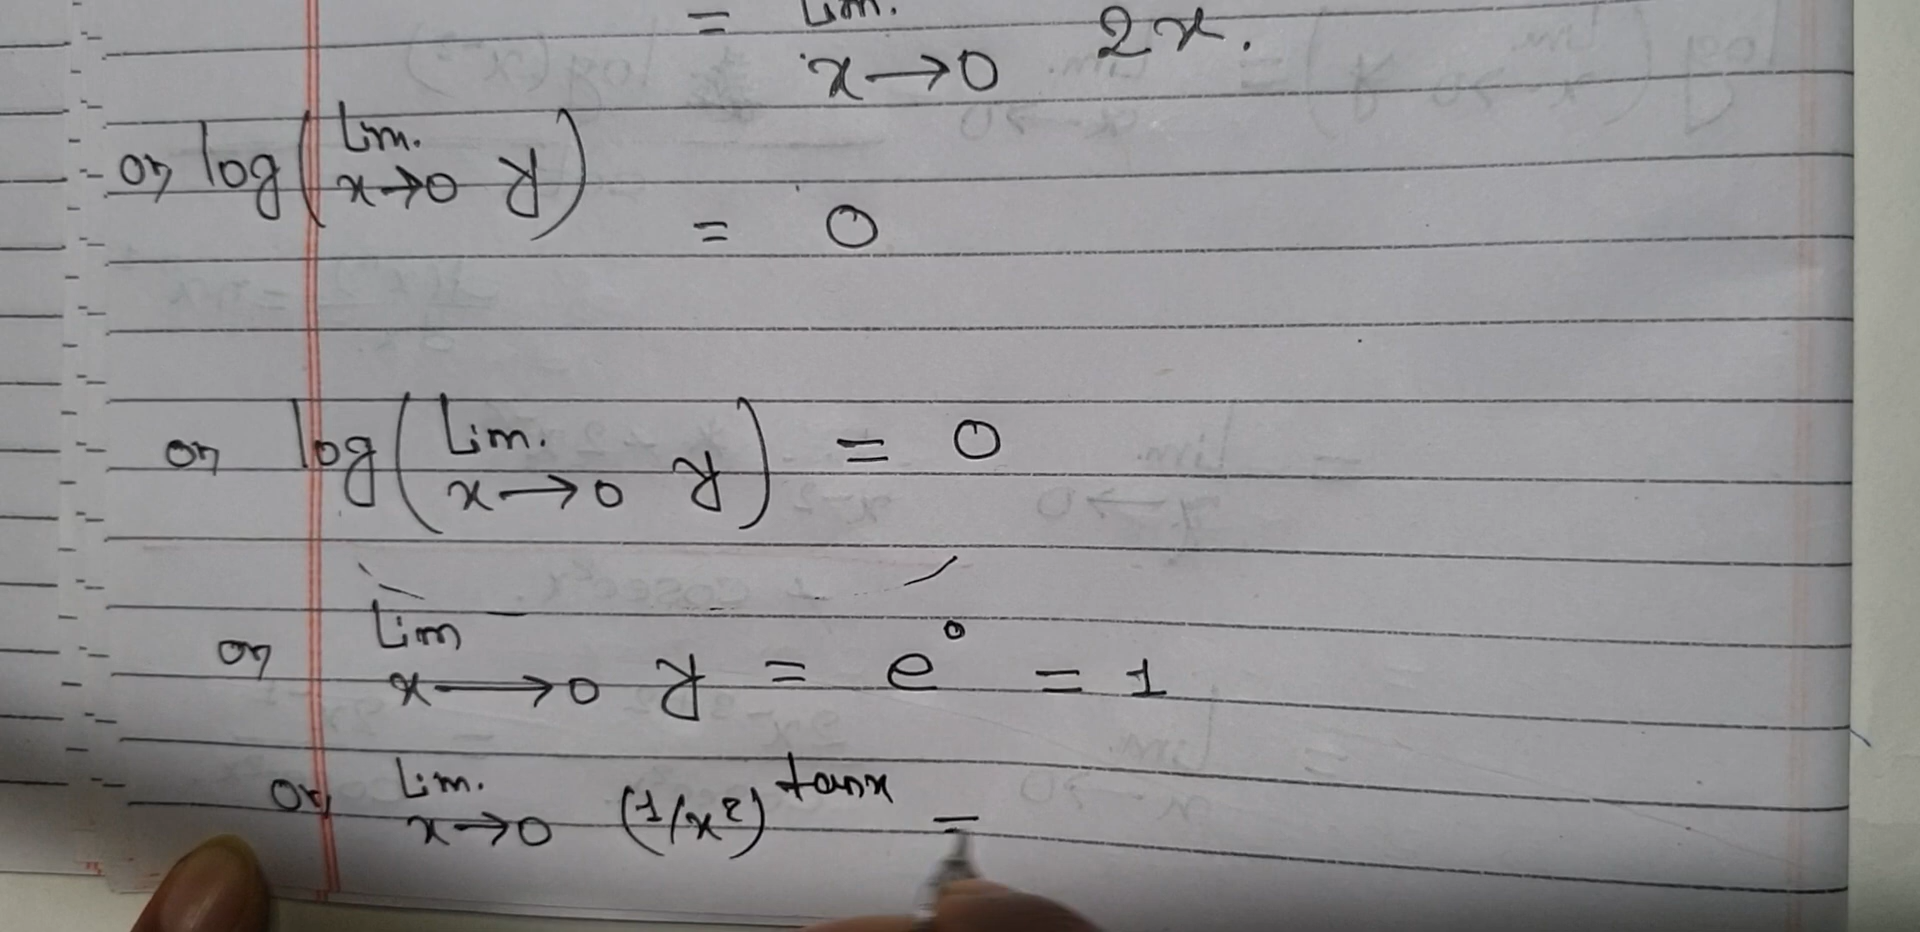 = Lim. x→0 2x.
or log(Lim. x→0 y)
= 0
or log(Lim. x→0 y) = 0
or Lim x→0 y = e⁰ = 1
or Lim. x→0 (1/x²)^tanx =